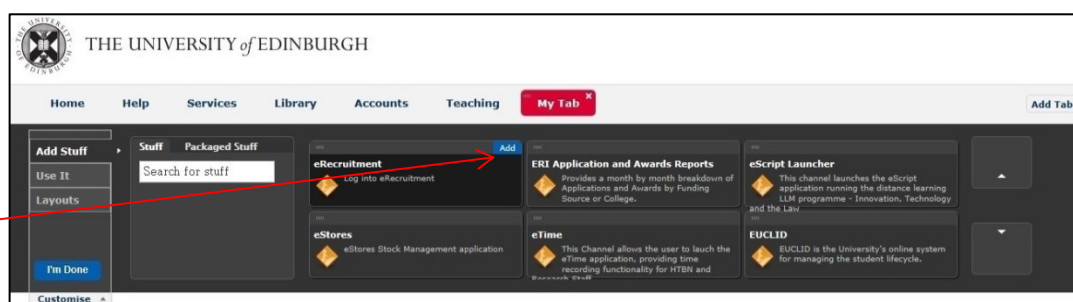 UNIVERS
OF EDINBURGH
THE UNIVERSITY of EDINBURGH
Home Help Services Library Accounts Teaching My Tab x Add Tab
Add Stuff
Use It
Layouts
I'm Done
Customise
Stuff Packaged Stuff
Search for stuff
Add
eRecruitment
Log into eRecruitment
ERI Application and Awards Reports
Provides a month by month breakdown of
Applications and Awards by Funding
Source or College.
eScript Launcher
This channel launches the eScript
application running the distance learning
LLM programme - Innovation, Technology
and the Law
eStores
eStores Stock Management application
eTime
This Channel allows the user to lauch the
eTime application, providing time
recording functionality for HTBN and
Research Staff
EUCLID
EUCLID is the University's online system
for managing the student lifecycle.